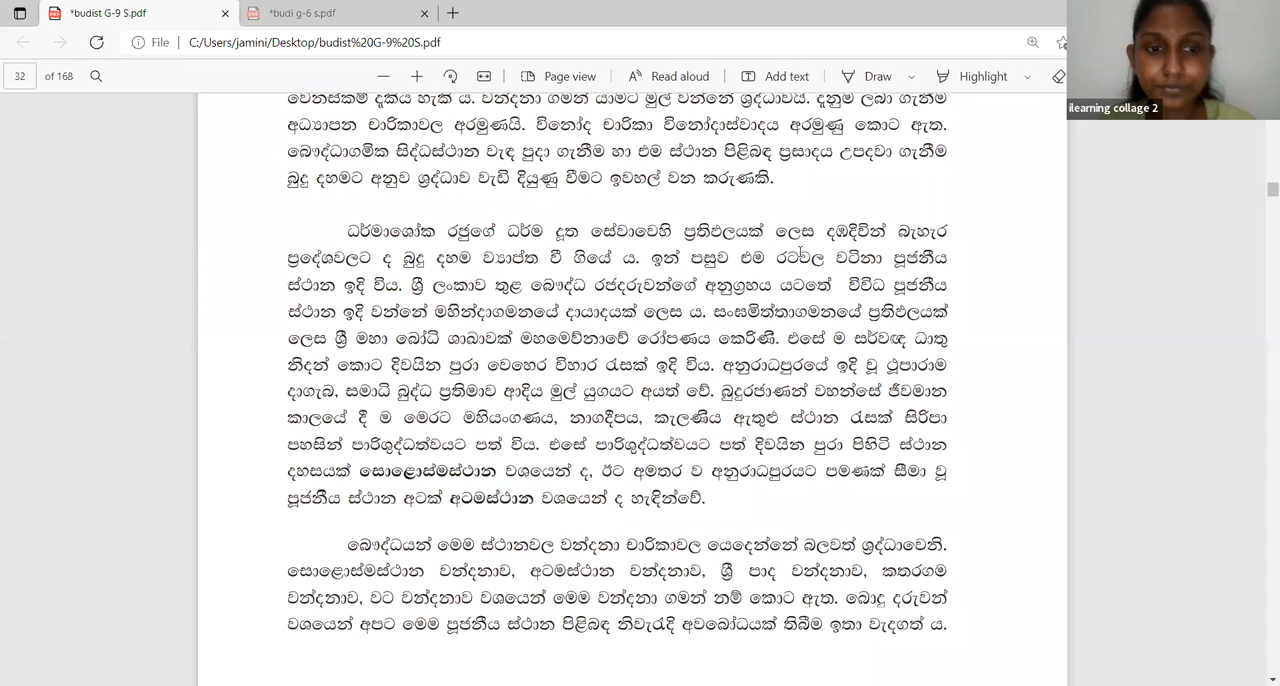 *budist G-9 S.pdf
*budi g-6 s.pdf
File
C:/Users/jamini/Desktop/budist%20G-9%20S.pdf
32 of 168
Page view
Read aloud
Add text
Draw
Highlight
ilearning collage 2
වෙනස්කම් දැකිය හැකි ය. වන්දනා ගමන් යාමට මුල් වන්නේ ශ්‍රද්ධාවයි. දැනුම ලබා ගැනීම
අධ්‍යාපන චාරිකාවල අරමුණයි. විනෝද චාරිකා විනෝදාස්වාදය අරමුණු කොට ඇත.
බෞද්ධාගමික සිද්ධස්ථාන වැඳ පුදා ගැනීම හා එම ස්ථාන පිළිබඳ ප්‍රසාදය උපදවා ගැනීම
බුදු දහමට අනුව ශ්‍රද්ධාව වැඩි දියුණු වීමට ඉවහල් වන කරුණකි.
ධර්මාශෝක රජුගේ ධර්ම දූත සේවාවෙහි ප්‍රතිඵලයක් ලෙස දඹදිවින් බැහැර
ප්‍රදේශවලට ද බුදු දහම ව්‍යාප්ත වී ගියේ ය. ඉන් පසුව එම රටවල වටිනා පූජනීය
ස්ථාන ඉදි විය. ශ්‍රී ලංකාව තුළ බෞද්ධ රජදරුවන්ගේ අනුග්‍රහය යටතේ විවිධ පූජනීය
ස්ථාන ඉදි වන්නේ මහින්දාගමනයේ දායාදයක් ලෙස ය. සංඝමිත්තාගමනයේ ප්‍රතිඵලයක්
ලෙස ශ්‍රී මහා බෝධි ශාඛාවක් මහමෙව්නාවේ රෝපණය කෙරිණි. එසේ ම සර්වඥ ධාතු
නිදන් කොට දිවයින පුරා වෙහෙර විහාර රැසක් ඉදි විය. අනුරාධපුරයේ ඉදි වූ ථූපාරාම
දාගැබ, සමාධි බුද්ධ ප්‍රතිමාව ආදිය මුල් යුගයට අයත් වේ. බුදුරජාණන් වහන්සේ ජීවමාන
කාලයේ දී ම මෙරට මහියංගණය, නාගදීපය, කැලණිය ඇතුළු ස්ථාන රැසක් සිරිපා
පහසින් පාරිශුද්ධත්වයට පත් විය. එසේ පාරිශුද්ධත්වයට පත් දිවයින පුරා පිහිටි ස්ථාන
දහසයක් සොළොස්මස්ථාන වශයෙන් ද, ඊට අමතර ව අනුරාධපුරයට පමණක් සීමා වූ
පූජනීය ස්ථාන අටක් අටමස්ථාන වශයෙන් ද හැඳින්වේ.
බෞද්ධයන් මෙම ස්ථානවල වන්දනා චාරිකාවල යෙදෙන්නේ බලවත් ශ්‍රද්ධාවෙනි.
සොළොස්මස්ථාන වන්දනාව, අටමස්ථාන වන්දනාව, ශ්‍රී පාද වන්දනාව, කතරගම
වන්දනාව, වට වන්දනාව වශයෙන් මෙම වන්දනා ගමන් නම් කොට ඇත. බොදු දරුවන්
වශයෙන් අපට මෙම පූජනීය ස්ථාන පිළිබඳ නිවැරැදි අවබෝධයක් තිබීම ඉතා වැදගත් ය.